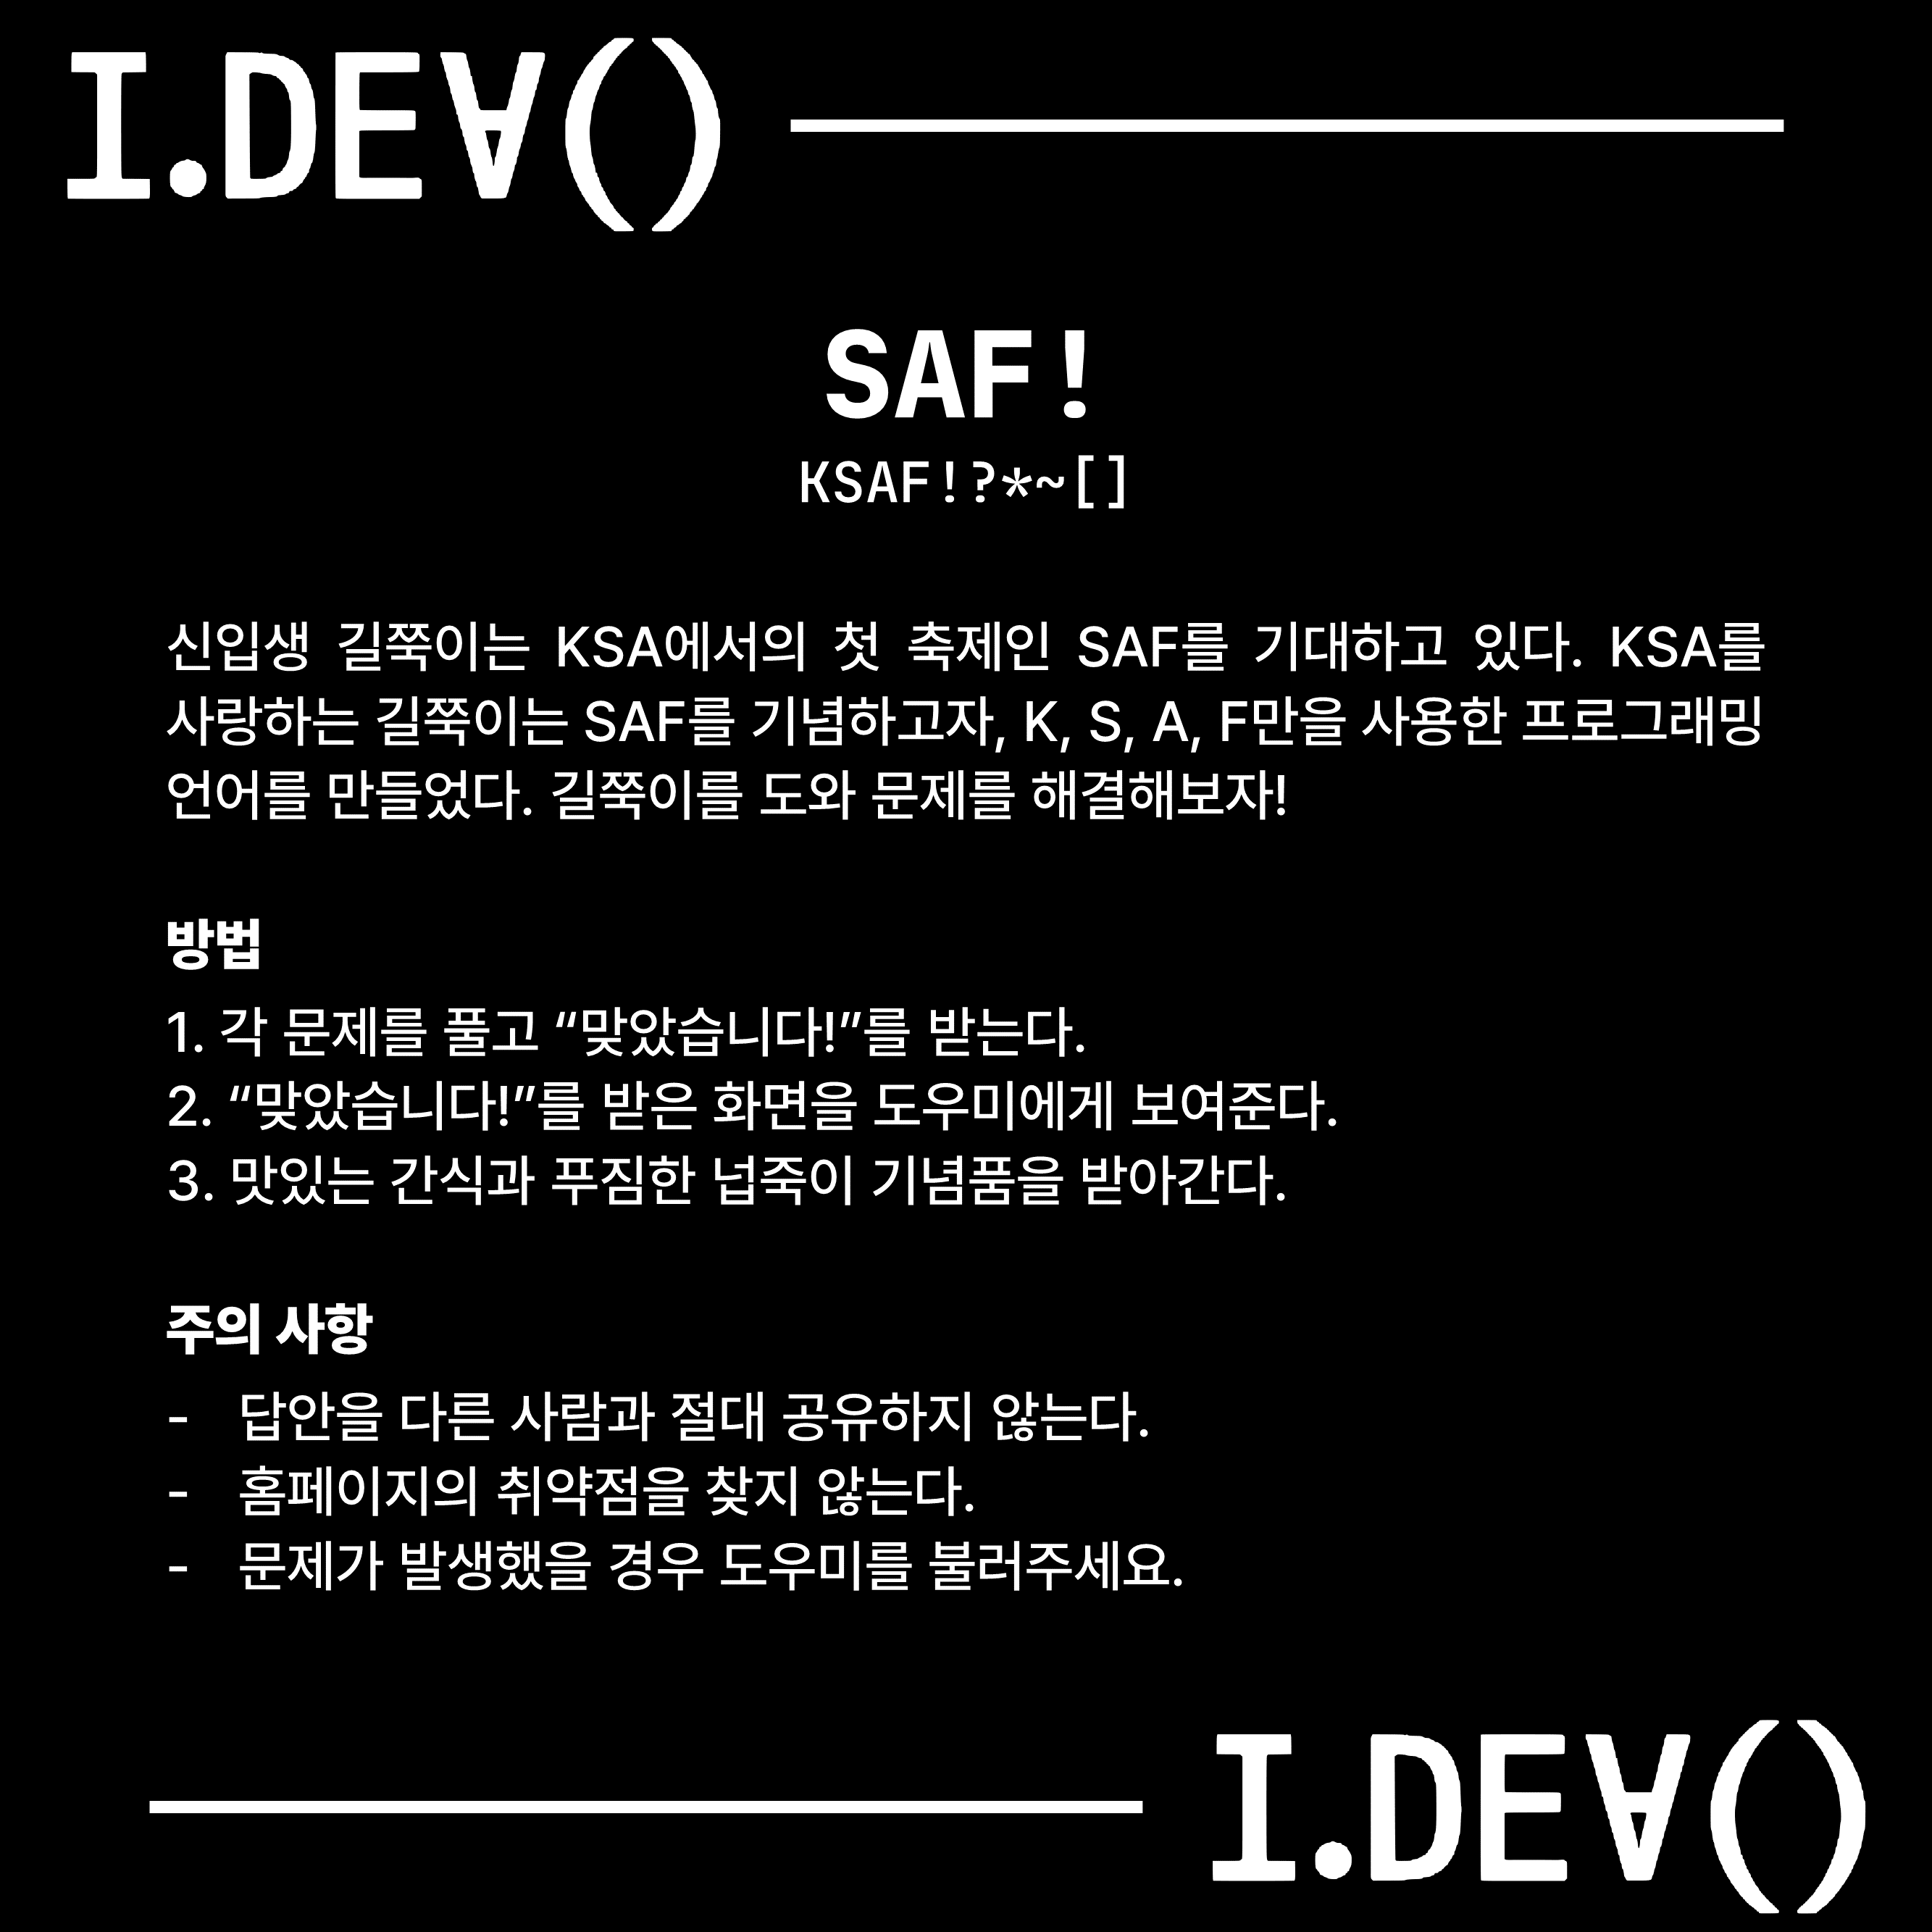 I.DEV()
SAF!
KSAF!?*~[]
신입생 길쭉이는 KSA에서의 첫 축제인 SAF를 기대하고 있다. KSA를
사랑하는 길쭉이는 SAF를 기념하고자, K, S, A, F만을 사용한 프로그래밍
언어를 만들었다. 길쭉이를 도와 문제를 해결해보자!
방법
1. 각 문제를 풀고 “맞았습니다!”를 받는다.
2. “맞았습니다!”를 받은 화면을 도우미에게 보여준다.
3. 맛있는 간식과 푸짐한 넙죽이 기념품을 받아간다.
주의 사항
- 답안을 다른 사람과 절대 공유하지 않는다.
- 홈페이지의 취약점을 찾지 않는다.
- 문제가 발생했을 경우 도우미를 불러주세요.
I.DEV()